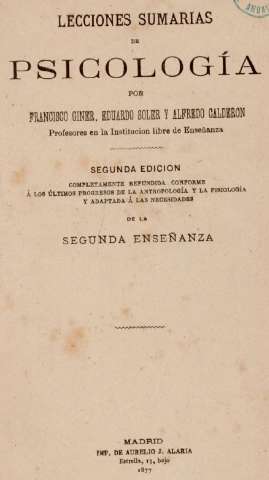 LECCIONES SUMARIAS
DE
PSICOLOGÍA
POR
FRANCISCO GINER, EDUARDO SOLER Y ALFREDO CALDERON
Profesores en la Institucion libre de Enseñanza
SEGUNDA EDICION
COMPLETAMENTE REFUNDIDA CONFORME
Á LOS ÚLTIMOS PROGRESOS DE LA ANTROPOLOGÍA Y LA FISIOLOGÍA
Y ADAPTADA Á LAS NECESIDADES
DE LA
SEGUNDA ENSEÑANZA
MADRID
IMP. DE AURELIO J. ALARIA
Estrella, 15, bajo
1877